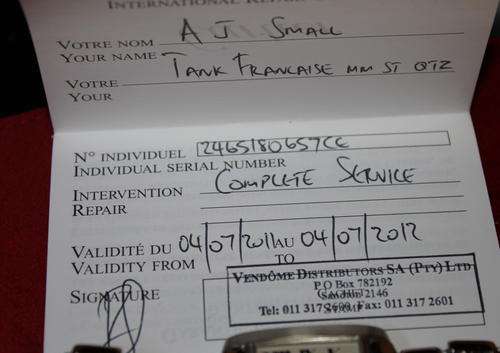 INTERNATIONAL REPAIR
VOTRE NOM A J SMALL
YOUR NAME
VOTRE TANK FRANCAISE MM ST QTZ
YOUR
N° INDIVIDUEL 2465180657CE
INDIVIDUAL SERIAL NUMBER
INTERVENTION COMPLETE SERVICE
REPAIR
VALIDITÉ DU 04/07/2011 AU 04/07/2012
VALIDITY FROM TO
SIGNATURE
VENDÔME DISTRIBUTORS SA (PTY) LTD
P O Box 782192
Sandton 2146
Tel: 011 317 2600 Fax: 011 317 2601